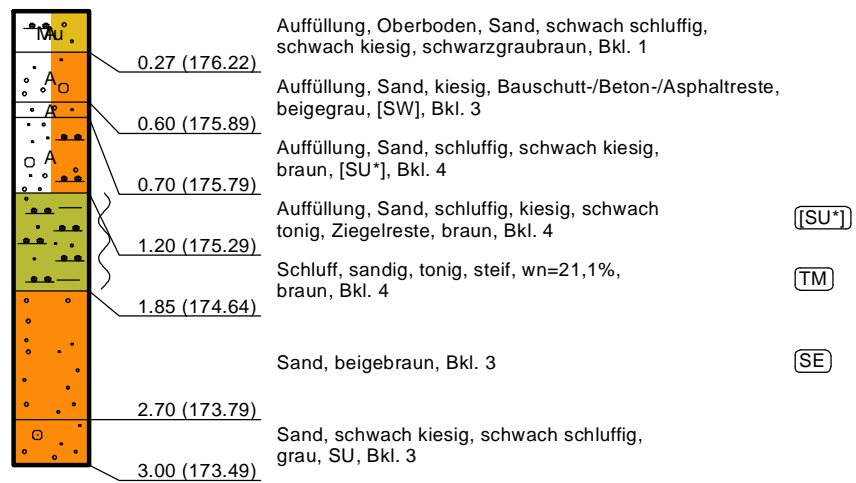 Mu
Auffüllung, Oberboden, Sand, schwach schluffig,
schwach kiesig, schwarzgraubraun, Bkl. 1
0.27 (176.22)
A
Auffüllung, Sand, kiesig, Bauschutt-/Beton-/Asphaltreste,
beigegrau, [SW], Bkl. 3
0.60 (175.89)
A
Auffüllung, Sand, schluffig, schwach kiesig,
braun, [SU*], Bkl. 4
0.70 (175.79)
A
Auffüllung, Sand, schluffig, kiesig, schwach
tonig, Ziegelreste, braun, Bkl. 4
[SU*]
1.20 (175.29)
Schluff, sandig, tonig, steif, wn=21,1%,
braun, Bkl. 4
TM
1.85 (174.64)
Sand, beigebraun, Bkl. 3
SE
2.70 (173.79)
Sand, schwach kiesig, schwach schluffig,
grau, SU, Bkl. 3
3.00 (173.49)